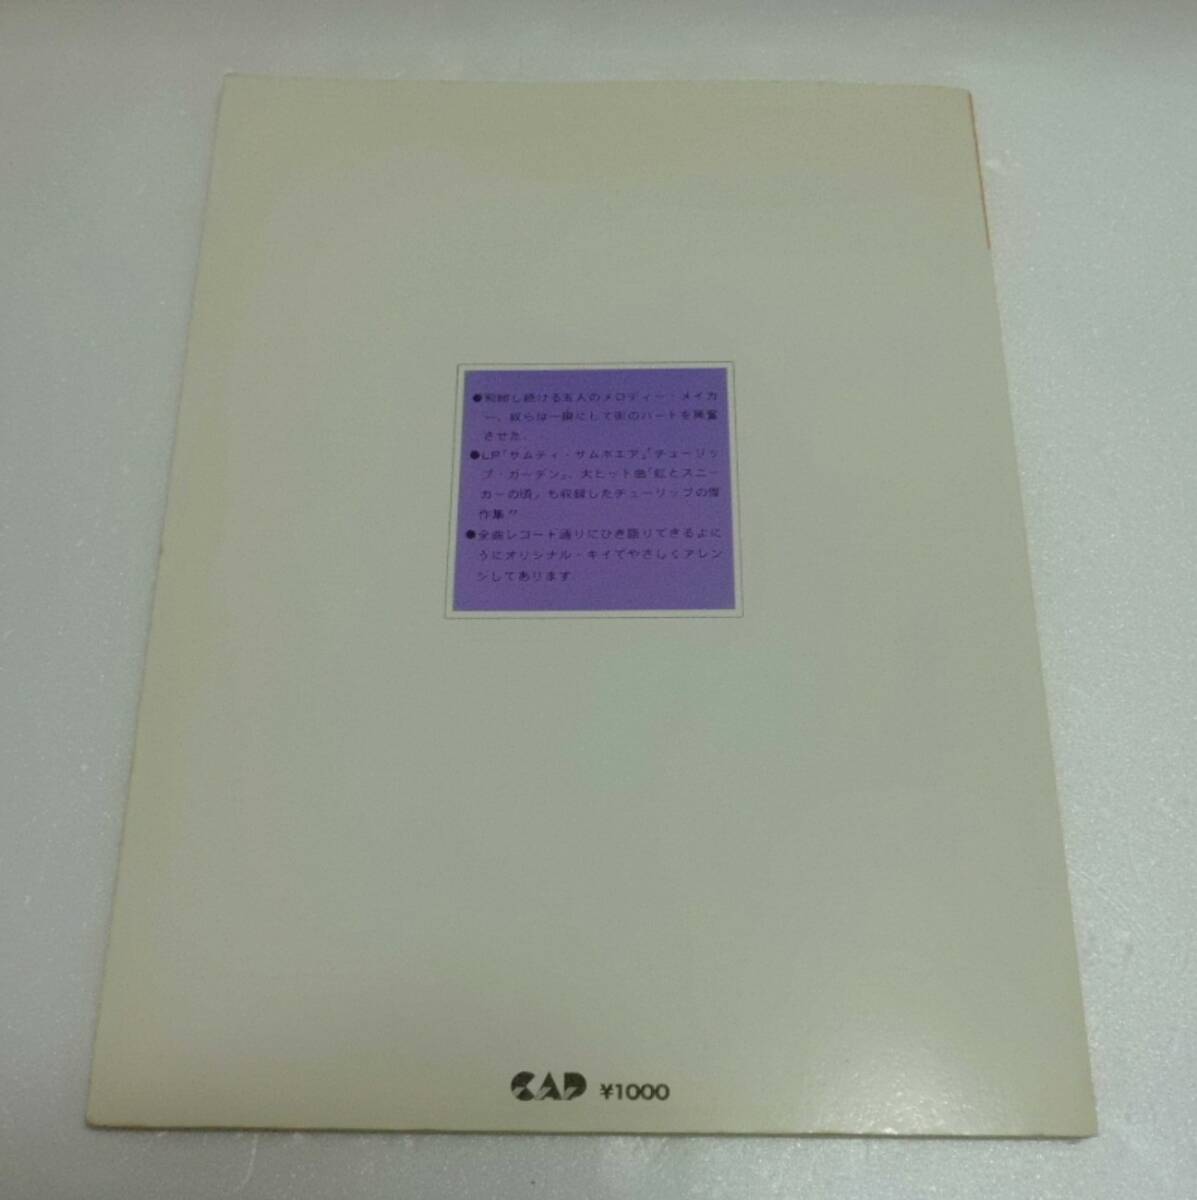 ●飛翔し続ける五人のメロディー・メイカ
ー、奴らは一瞬にして街のハートを興奮
させた。
●LP「サムディ・サムホエア」「チューリッ
プ・ガーデン」、大ヒット曲「虹とスニー
カーの頃」も収録したチューリップの傑
作集!!
●全曲レコード通りにひき語りできるよに
うにオリジナル・キイでやさしくアレン
ジしてあります
CAD ¥1000